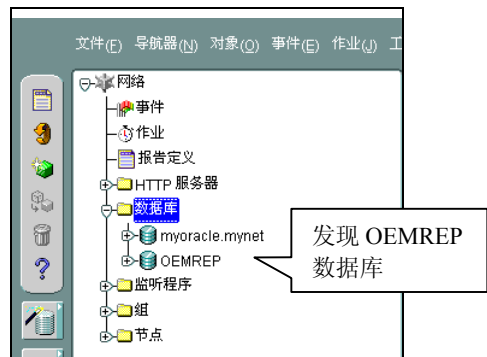 文件(F) 导航器(N) 对象(O) 事件(E) 作业(J) 工
网络
事件
作业
报告定义
HTTP 服务器
数据库
myoracle.mynet
OEMREP
监听程序
组
节点
发现 OEMREP
数据库